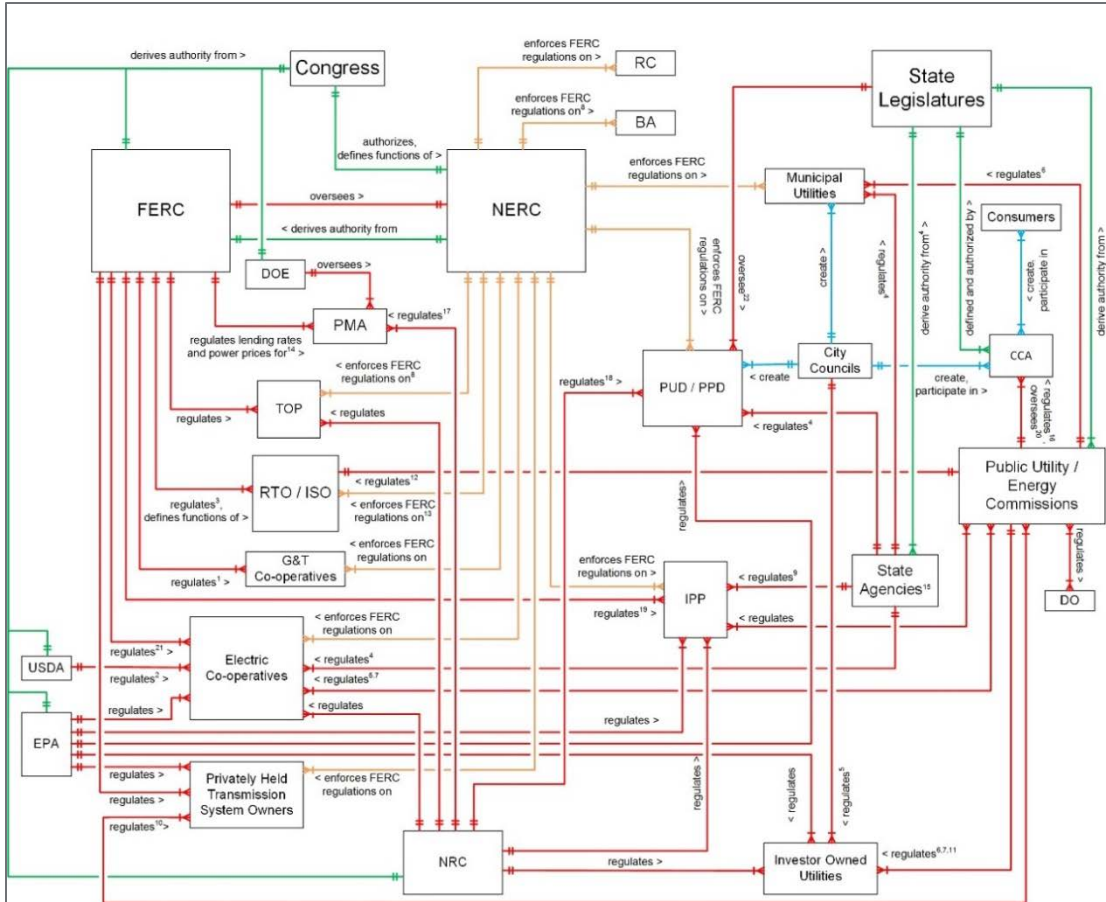 derives authority from >
Congress
enforces FERC
regulations on >
RC
enforces FERC
regulations on⁸ >
BA
State
Legislatures
authorizes,
defines functions of >
FERC
oversees >
NERC
< derives authority from
enforces FERC
regulations on >
Municipal
Utilities
< regulates⁶
Consumers
DOE
oversees >
PMA
< regulates¹⁷
regulates lending rates
and power prices for¹⁴ >
enforces FERC
regulations on >
oversee²² >
create >
< regulates⁴
derive authority from⁴ >
defined and authorized by >
< create,
participate in
derive authority from >
< enforces FERC
regulations on⁸
TOP
regulates >
< regulates
regulates¹⁸ >
PUD / PPD
< create
City
Councils
create,
participate in >
CCA
< regulates⁴
< regulates¹⁶,
oversees²⁰
RTO / ISO
< regulates¹²
regulates³,
defines functions of >
< enforces FERC
regulations on¹³
Public Utility /
Energy
Commissions
regulates >
< enforces FERC
regulations on
G&T
Co-operatives
regulates¹ >
enforces FERC
regulations on >
IPP
regulates¹⁹ >
< regulates⁹
< regulates
State
Agencies¹⁵
regulates >
DO
< enforces FERC
regulations on
Electric
Co-operatives
regulates²¹ >
USDA
regulates² >
< regulates⁴
< regulates⁶,⁷
< regulates
regulates >
EPA
regulates >
regulates >
Privately Held
Transmission
System Owners
< enforces FERC
regulations on
regulates >
regulates¹⁰ >
regulates >
< regulates
< regulates⁵
NRC
regulates >
Investor Owned
Utilities
< regulates⁶,⁷,¹¹